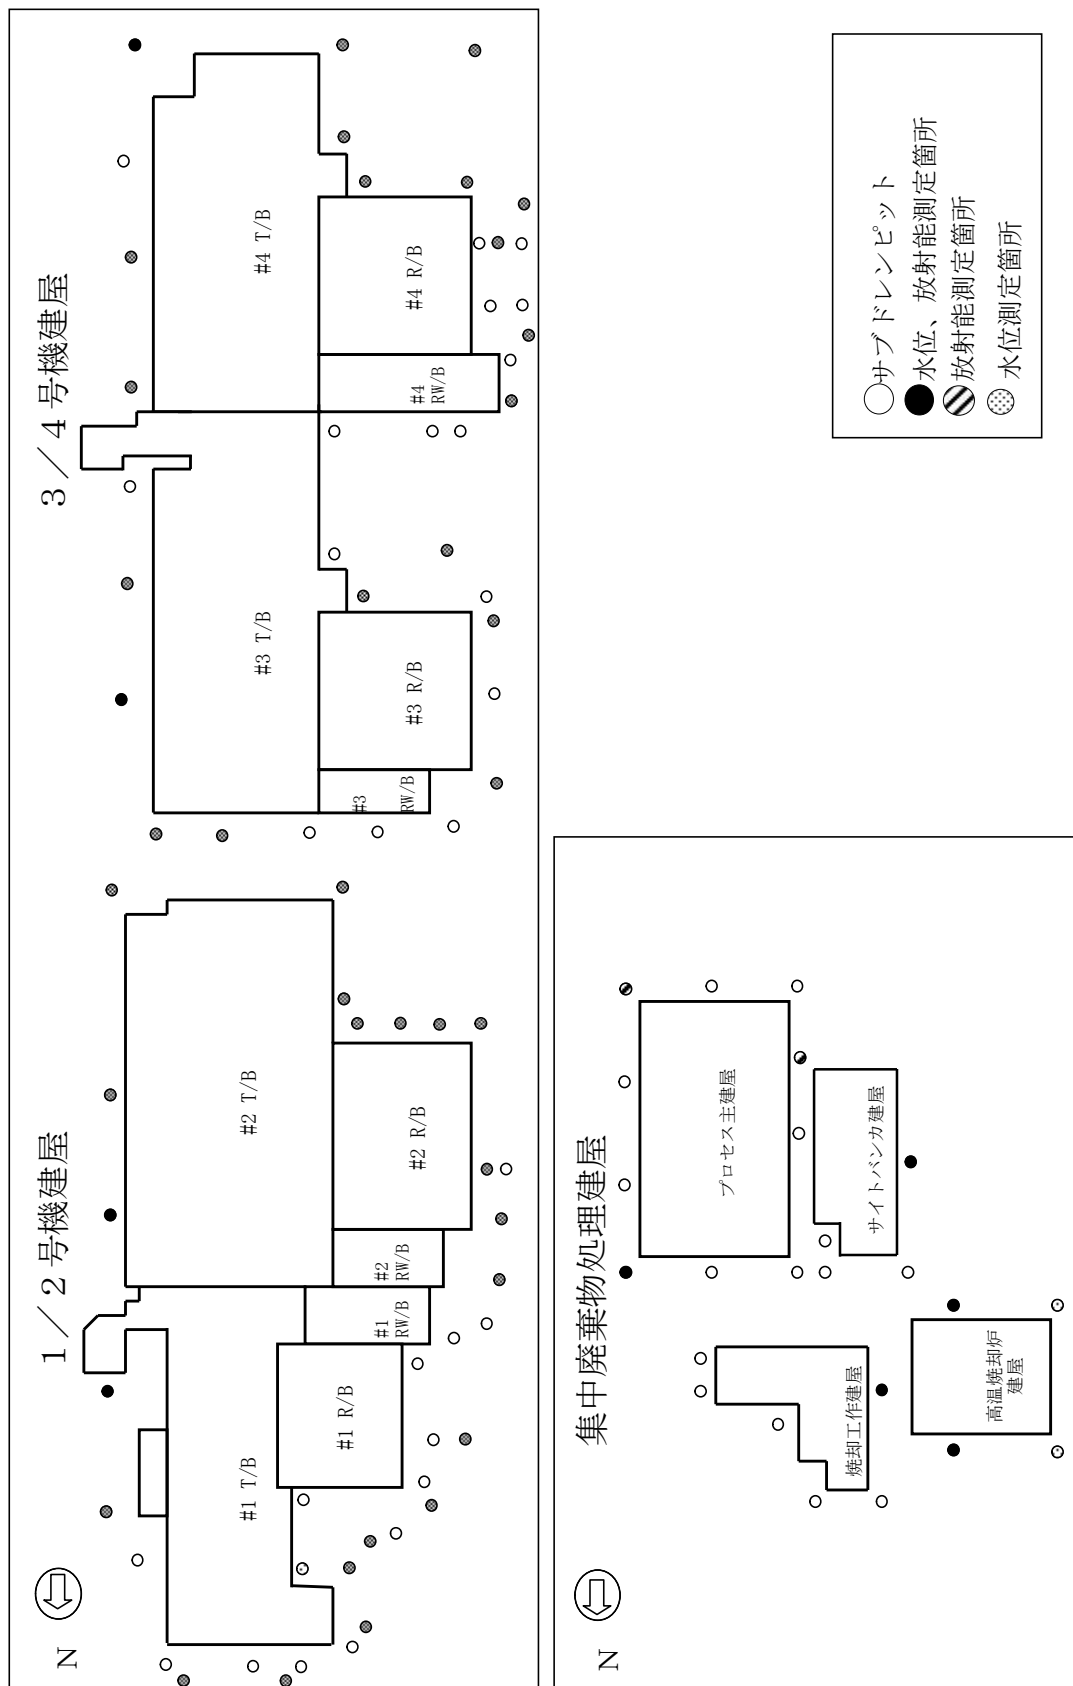 1／2 号機建屋
3／4 号機建屋
N
#1 T/B
#2 T/B
#3 T/B
#4 T/B
#1 R/B
#1
RW/B
#2
RW/B
#2 R/B
#3
RW/B
#3 R/B
#4
RW/B
#4 R/B
集中廃棄物処理建屋
N
プロセス主建屋
サイトバンカ建屋
焼却工作建屋
高温焼却炉
建屋
サブドレンピット
水位、放射能測定箇所
放射能測定箇所
水位測定箇所